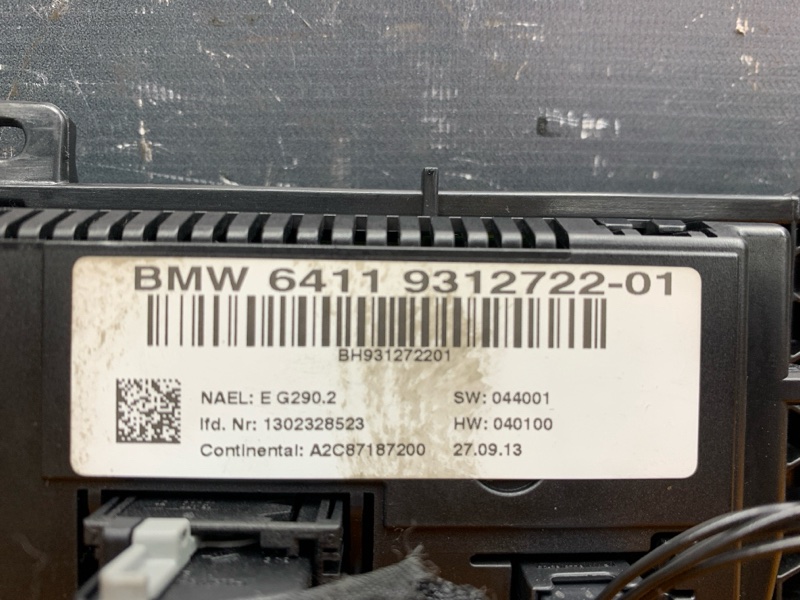 BMW 6411 9312722-01
BH931272201
NAEL: E G290.2 SW: 044001
lfd. Nr: 1302328523 HW: 040100
Continental: A2C87187200 27.09.13